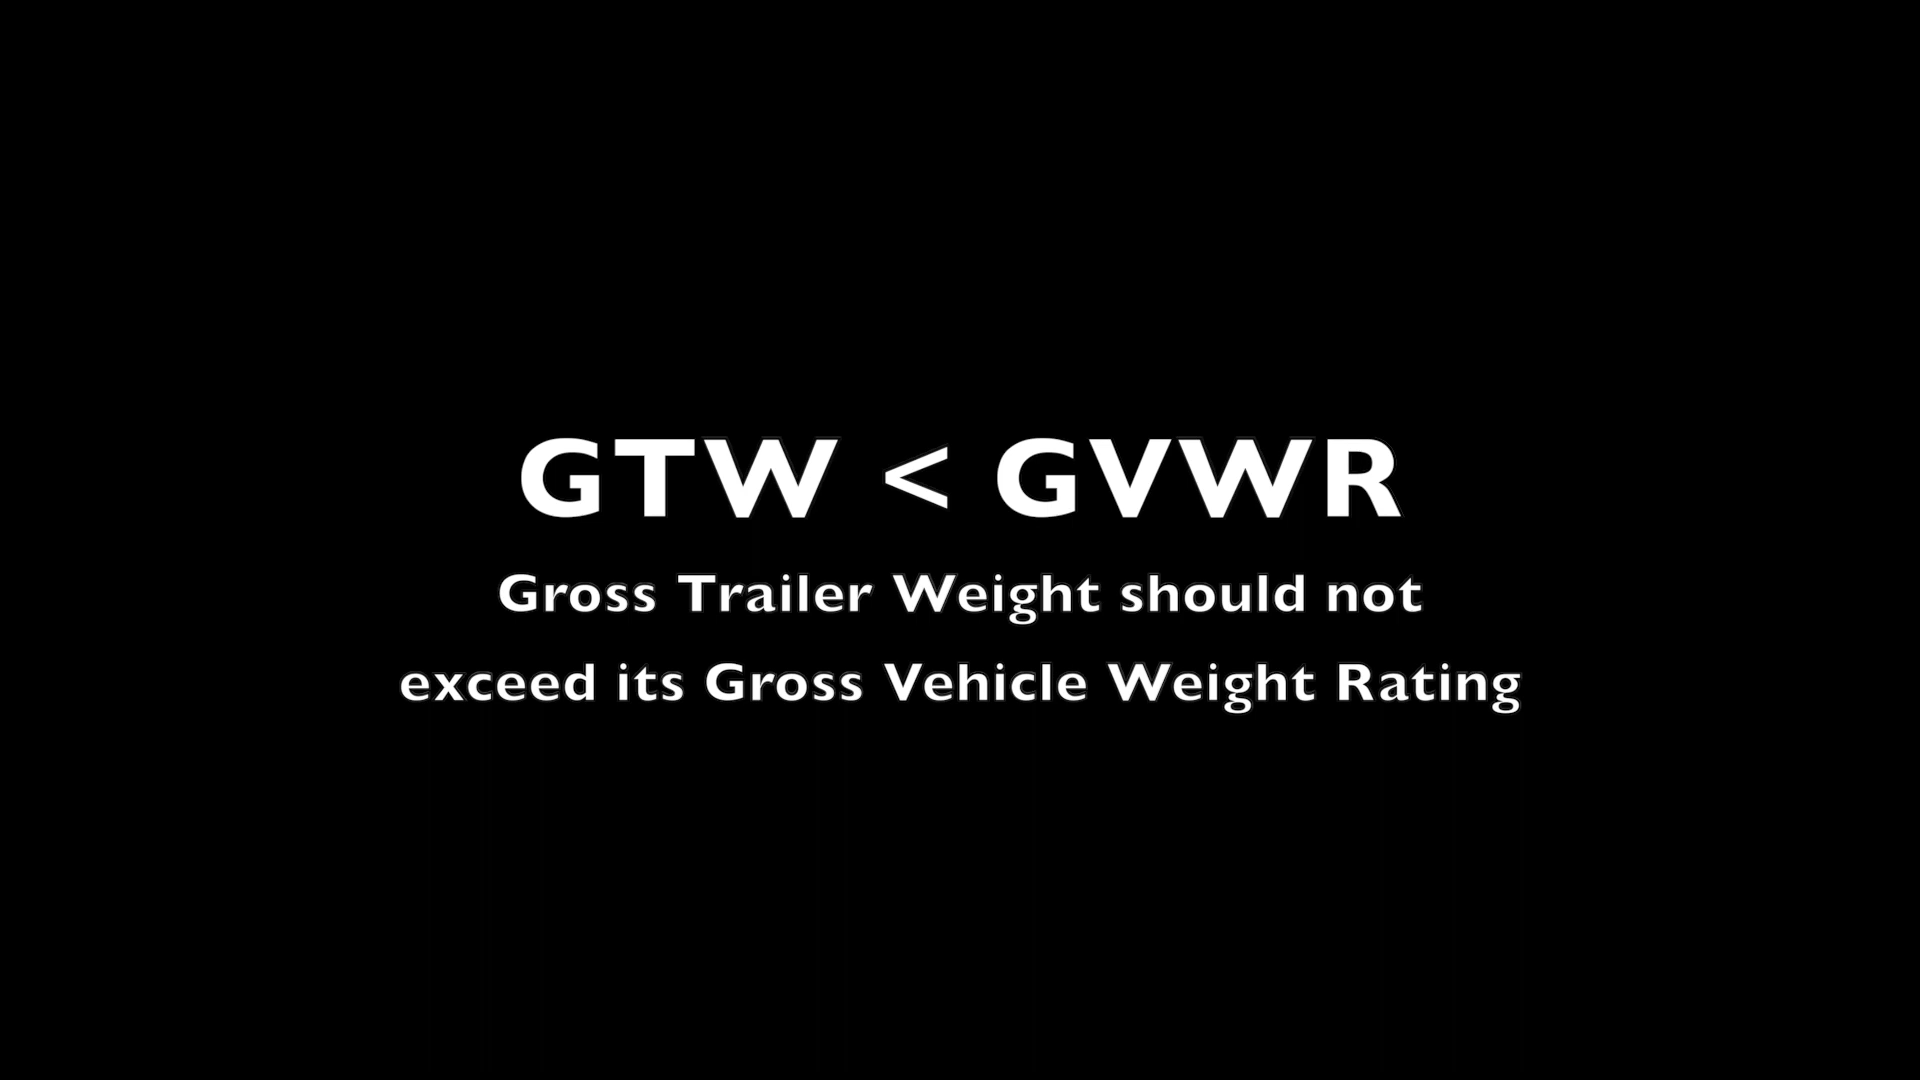 GTW < GVWR
Gross Trailer Weight should not
exceed its Gross Vehicle Weight Rating